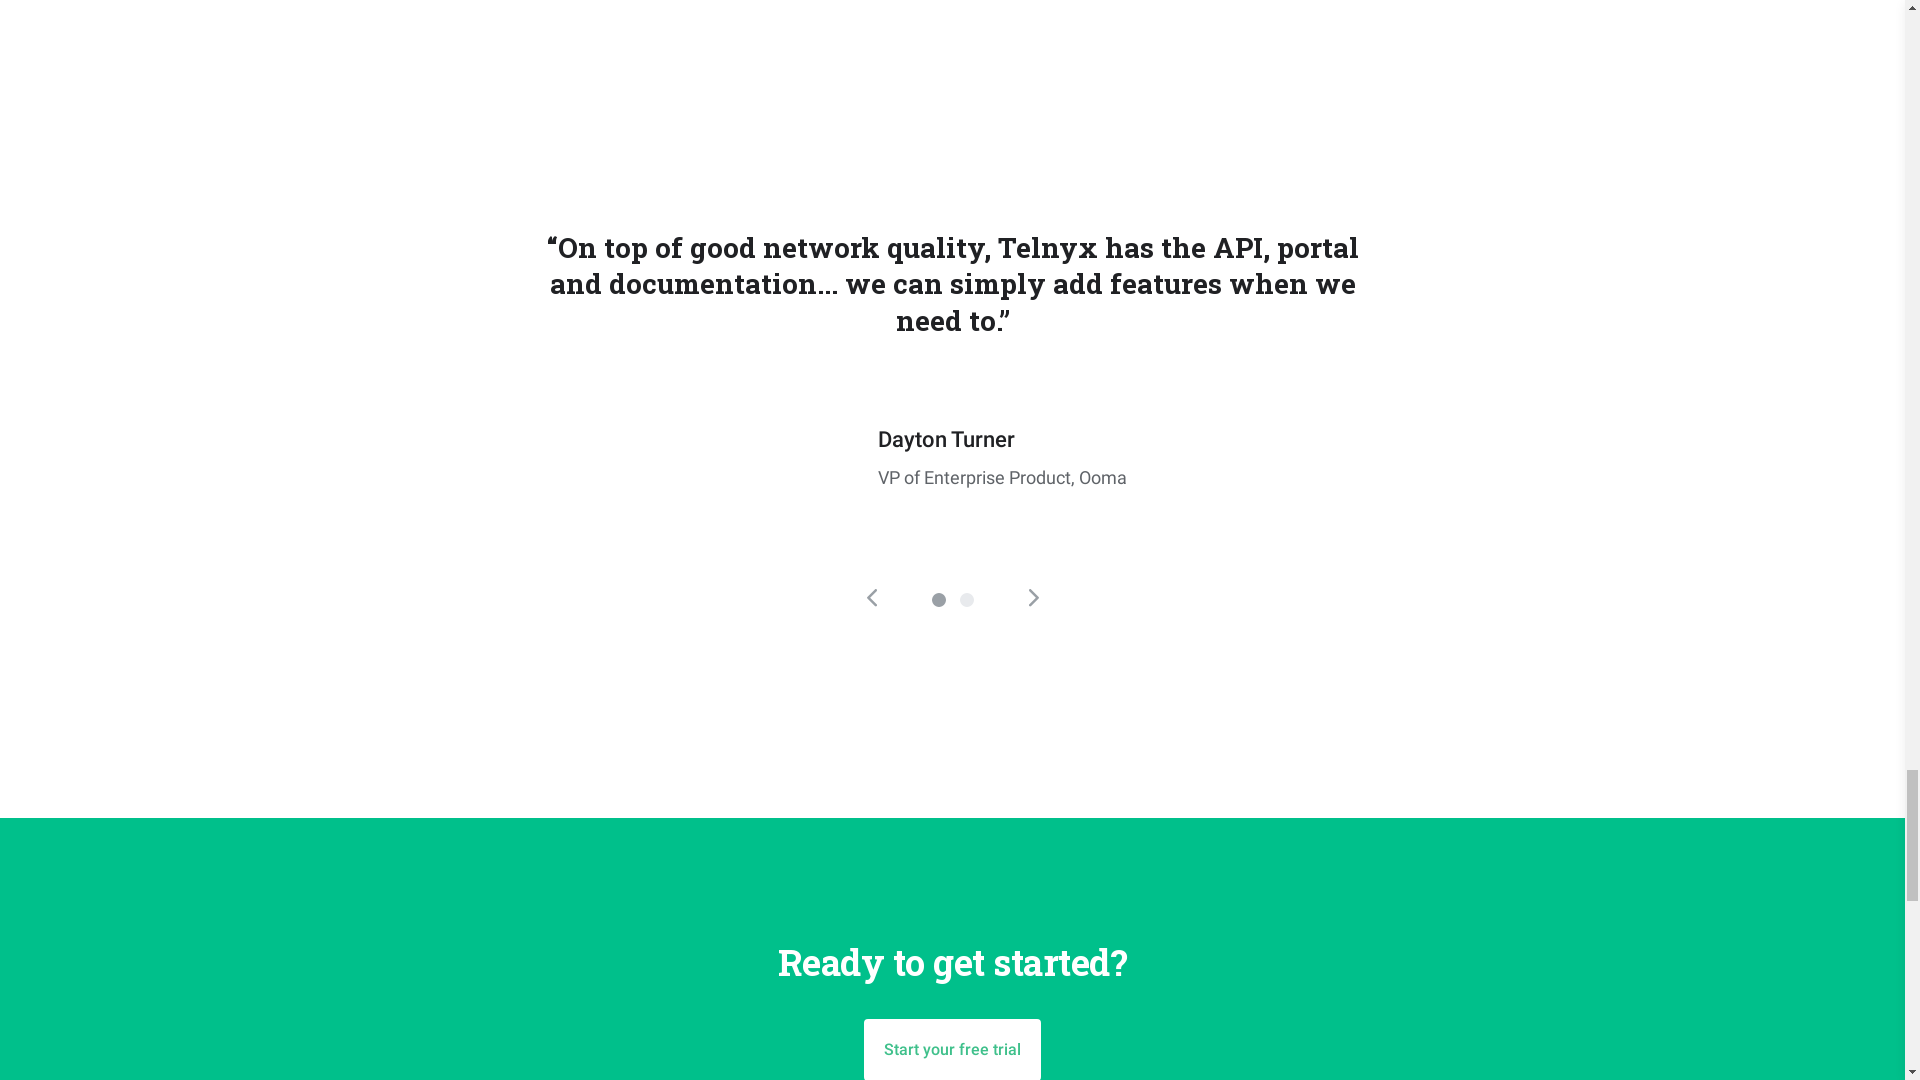 “On top of good network quality, Telnyx has the API, portal
and documentation... we can simply add features when we
need to.”
Dayton Turner
VP of Enterprise Product, Ooma
Ready to get started?
Start your free trial